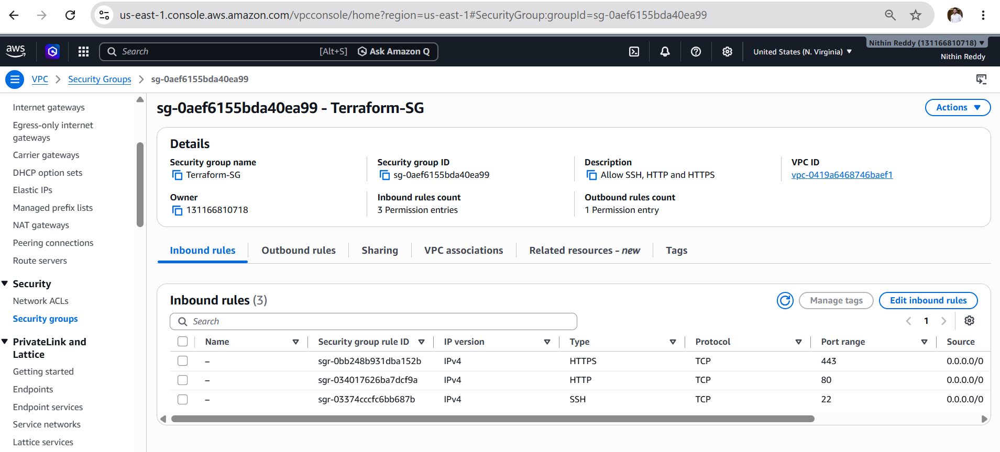 us-east-1.console.aws.amazon.com/vpcconsole/home?region=us-east-1#SecurityGroup:groupId=sg-0aef6155bda40ea99
aws
Search [Alt+S] Ask Amazon Q
United States (N. Virginia)
Nithin Reddy (131166810718)
Nithin Reddy
VPC
Security Groups
sg-0aef6155bda40ea99
Internet gateways
Egress-only internet
gateways
Carrier gateways
DHCP option sets
Elastic IPs
Managed prefix lists
NAT gateways
Peering connections
Route servers
Security
Network ACLs
Security groups
PrivateLink and
Lattice
Getting started
Endpoints
Endpoint services
Service networks
Lattice services
sg-0aef6155bda40ea99 - Terraform-SG
Actions
Details
Security group name
Terraform-SG
Security group ID
sg-0aef6155bda40ea99
Description
Allow SSH, HTTP and HTTPS
VPC ID
vpc-0419a6468746baef1
Owner
131166810718
Inbound rules count
3 Permission entries
Outbound rules count
1 Permission entry
Inbound rules Outbound rules Sharing VPC associations Related resources - new Tags
Inbound rules (3)
Manage tags
Edit inbound rules
Search
1
Name Security group rule ID IP version Type Protocol Port range Source
– sgr-0bb248b931dba152b IPv4 HTTPS TCP 443 0.0.0.0/0
– sgr-034017626ba7dcf9a IPv4 HTTP TCP 80 0.0.0.0/0
– sgr-03374cccfc6bb687b IPv4 SSH TCP 22 0.0.0.0/0